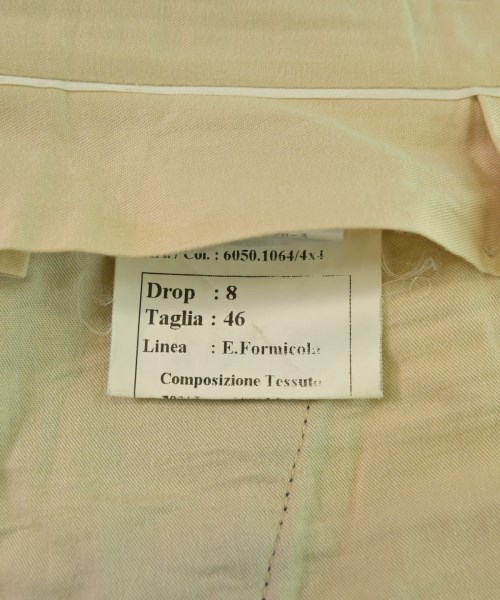 Col. : 6050.1064/4x4
Drop : 8
Taglia : 46
Linea : E.Formicola
Composizione Tessuto